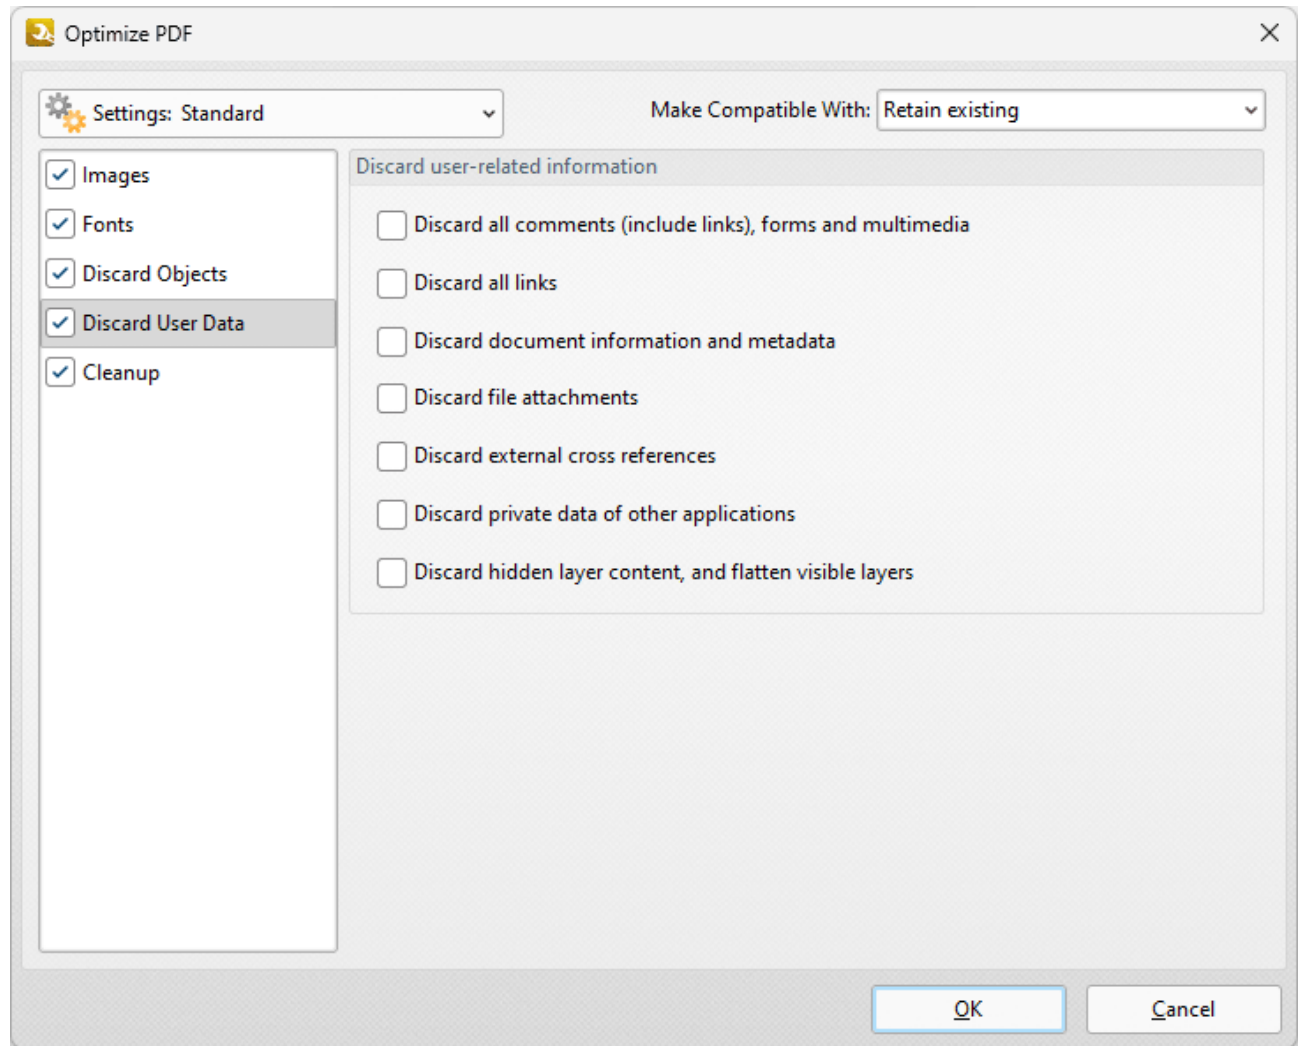 Optimize PDF
Settings: Standard
Make Compatible With: Retain existing
Images
Fonts
Discard Objects
Discard User Data
Cleanup
Discard user-related information
Discard all comments (include links), forms and multimedia
Discard all links
Discard document information and metadata
Discard file attachments
Discard external cross references
Discard private data of other applications
Discard hidden layer content, and flatten visible layers
OK
Cancel